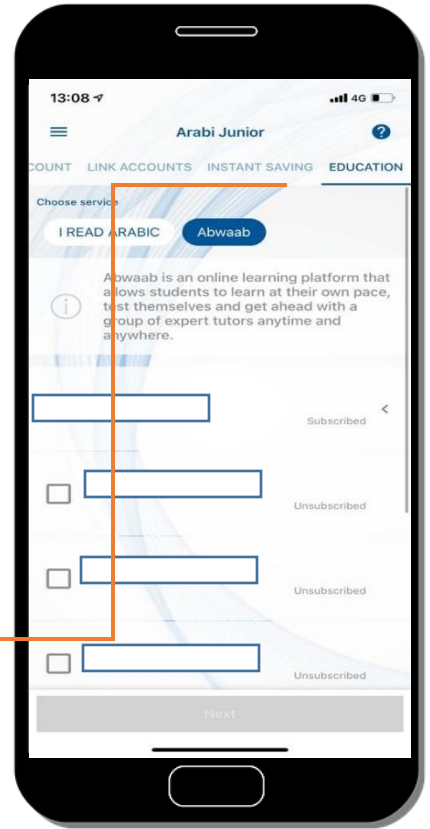 13:08
4G
Arabi Junior
?
COUNT LINK ACCOUNTS INSTANT SAVING EDUCATION
Choose service
I READ ARABIC Abwaab
Abwaab is an online learning platform that
allows students to learn at their own pace,
test themselves and get ahead with a
group of expert tutors anytime and
anywhere.
Subscribed
Unsubscribed
Unsubscribed
Unsubscribed
Next